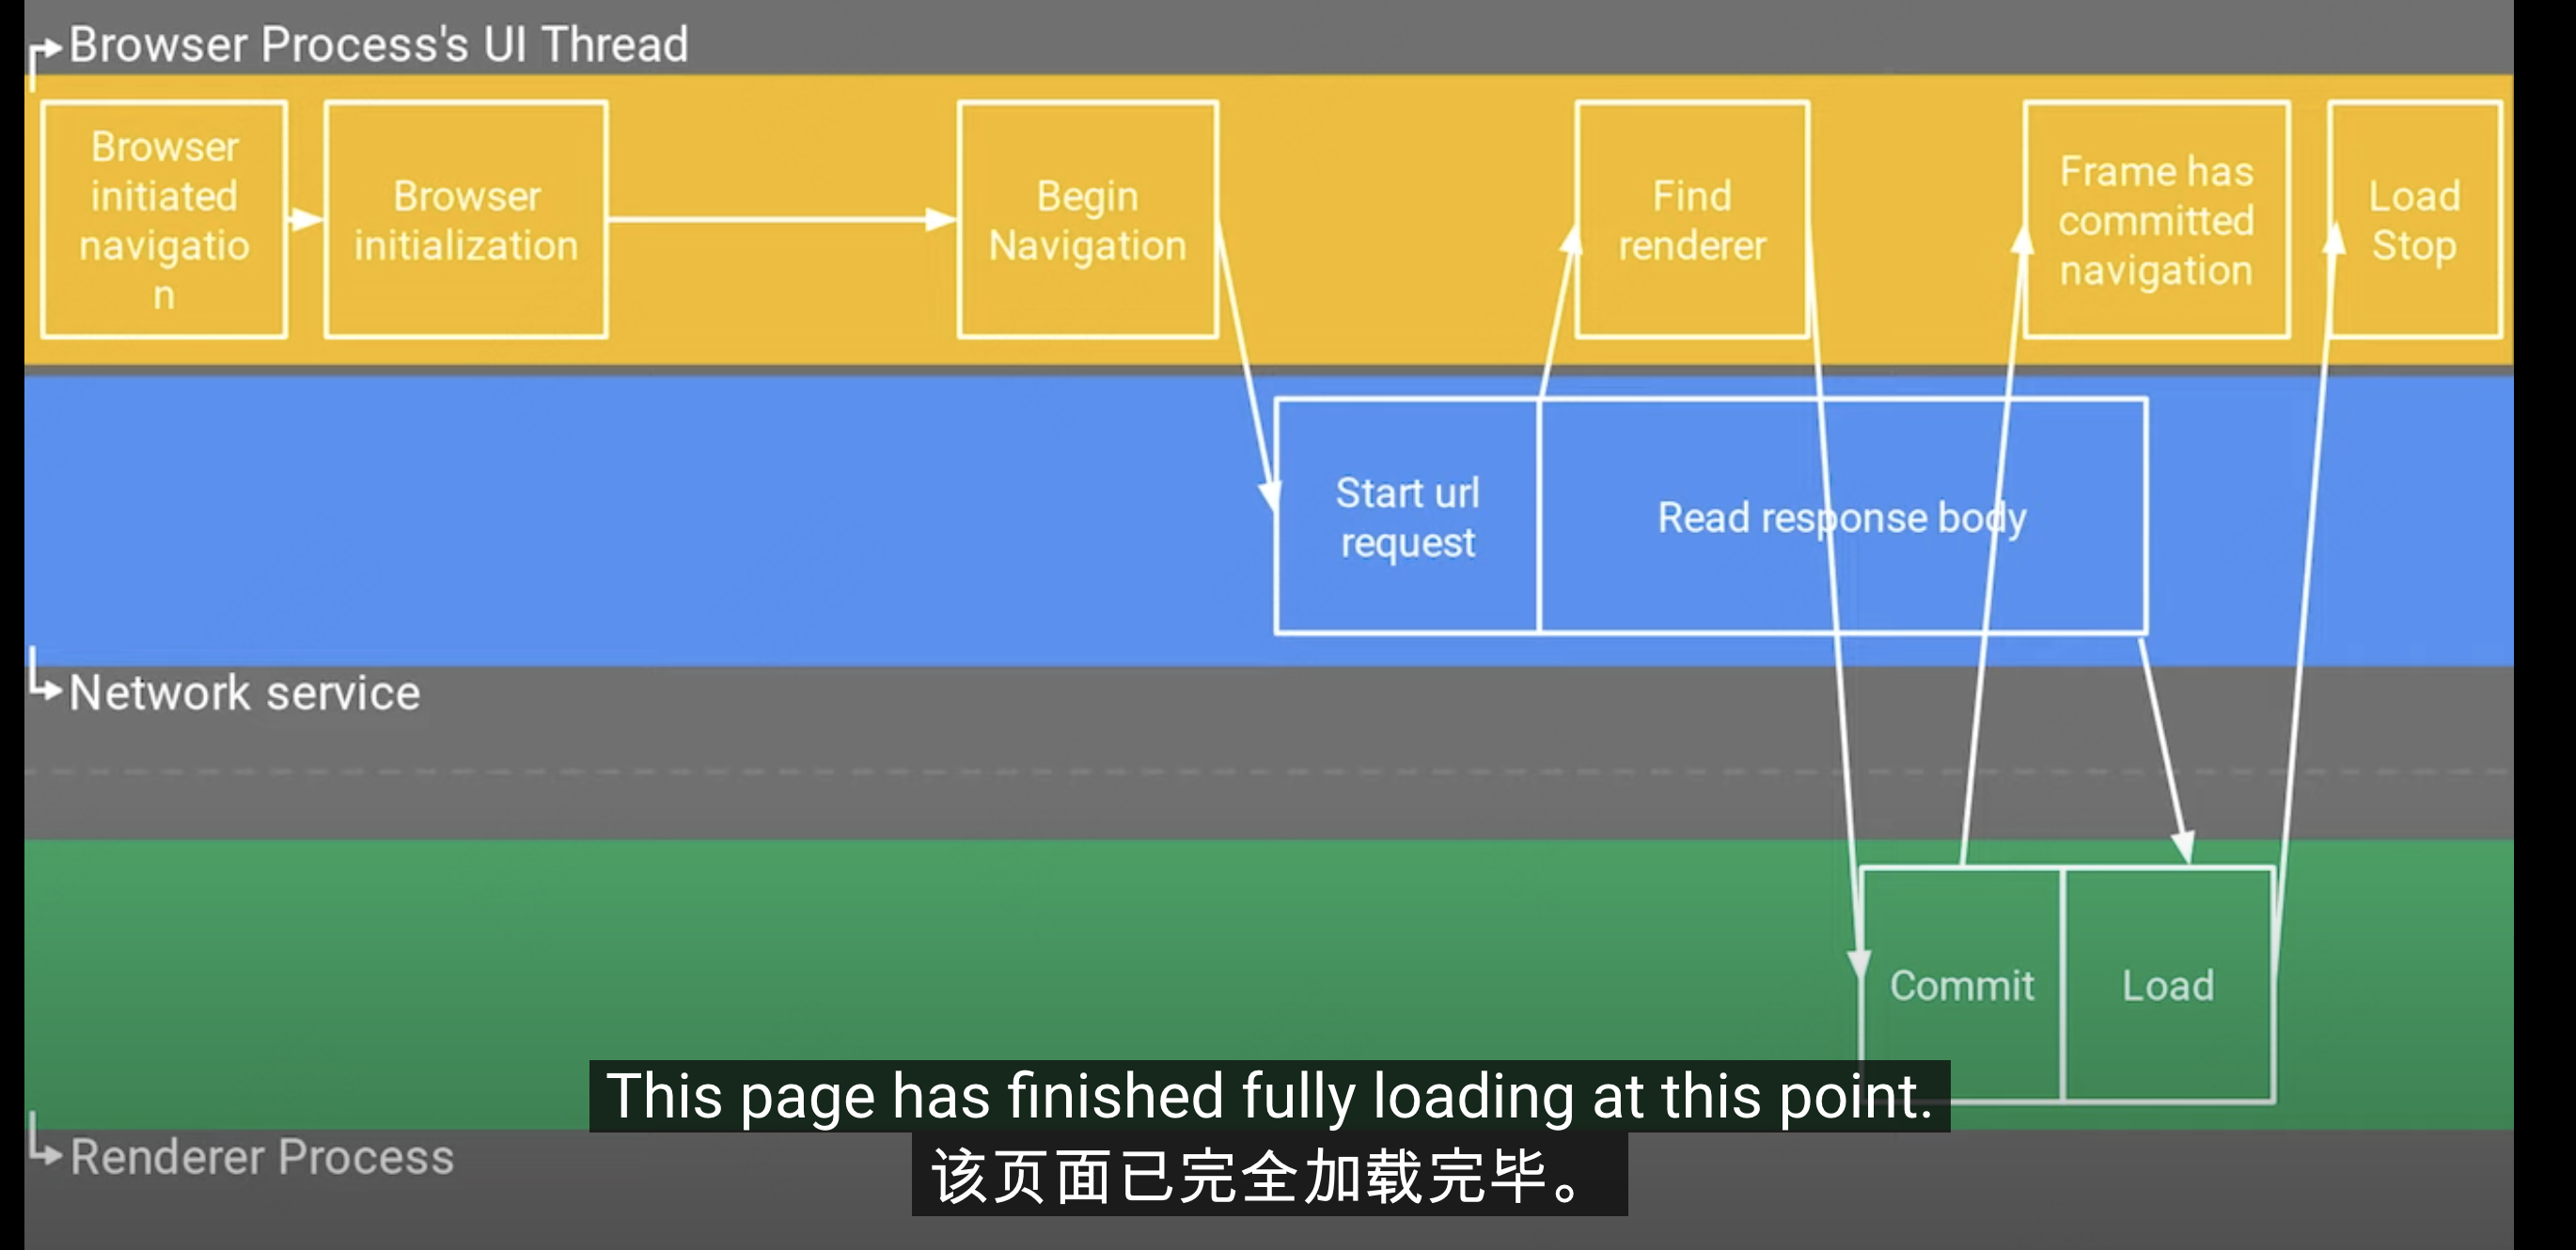 Browser Process's UI Thread
Browser
initiated
navigatio
n
Browser
initialization
Begin
Navigation
Find
renderer
Frame has
committed
navigation
Load
Stop
Start url
request
Read response body
Network service
Commit
Load
This page has finished fully loading at this point.
该页面已完全加载完毕。
Renderer Process